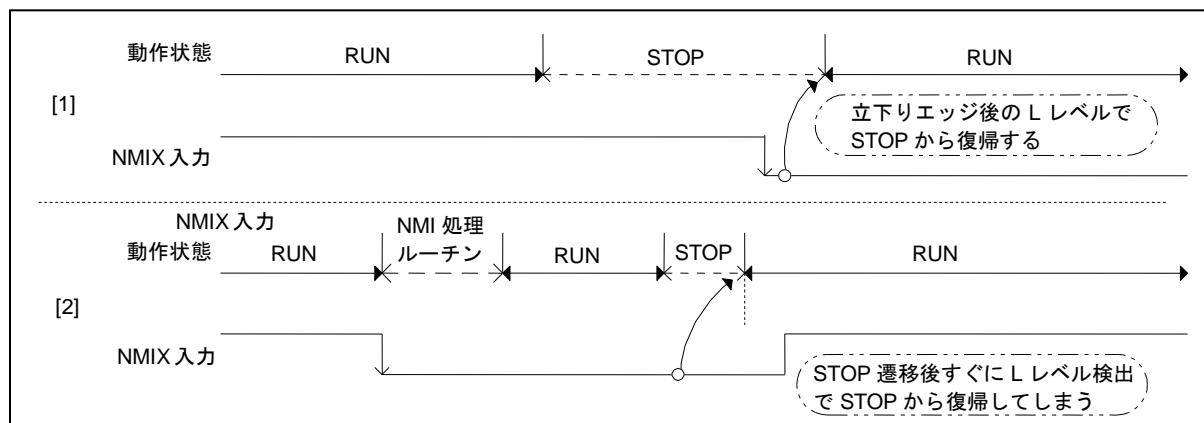 動作状態
RUN
STOP
RUN
[1]
立下りエッジ後の L レベルで
STOP から復帰する
NMIX 入力
NMIX 入力
動作状態
RUN
NMI 処理
ルーチン
RUN
STOP
RUN
[2]
NMIX 入力
STOP 遷移後すぐに L レベル検出
で STOP から復帰してしまう